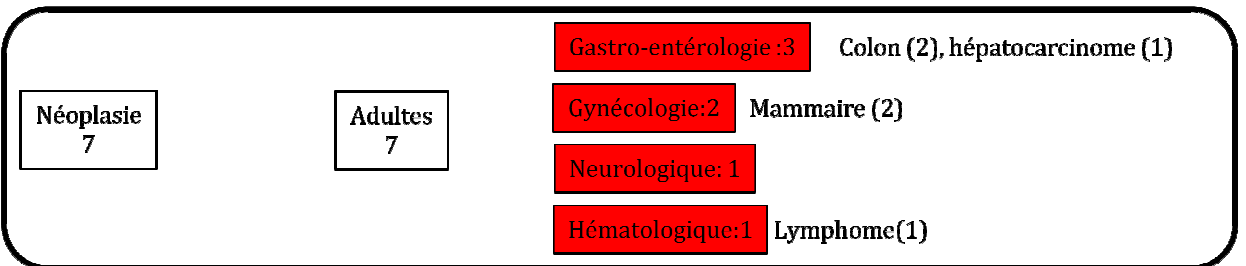 Néoplasie
7
Adultes
7
Gastro-entérologie :3
Colon (2), hépatocarcinome (1)
Gynécologie:2
Mammaire (2)
Neurologique: 1
Hématologique:1
Lymphome(1)